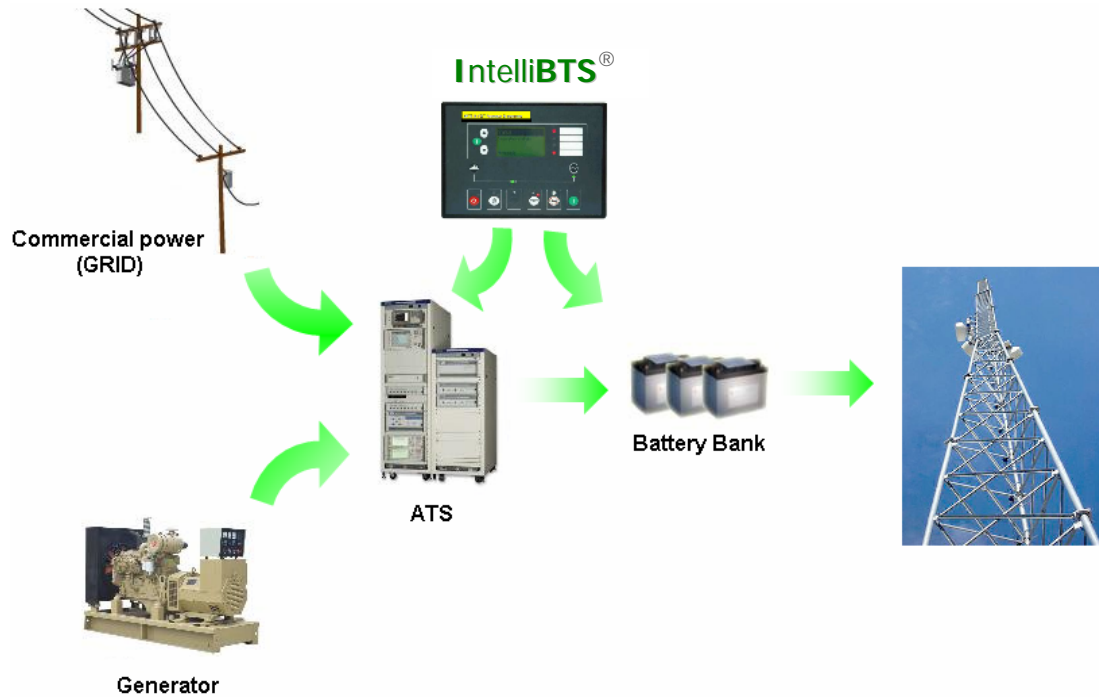 IntelliBTS®
Commercial power
(GRID)
ATS
Battery Bank
Generator